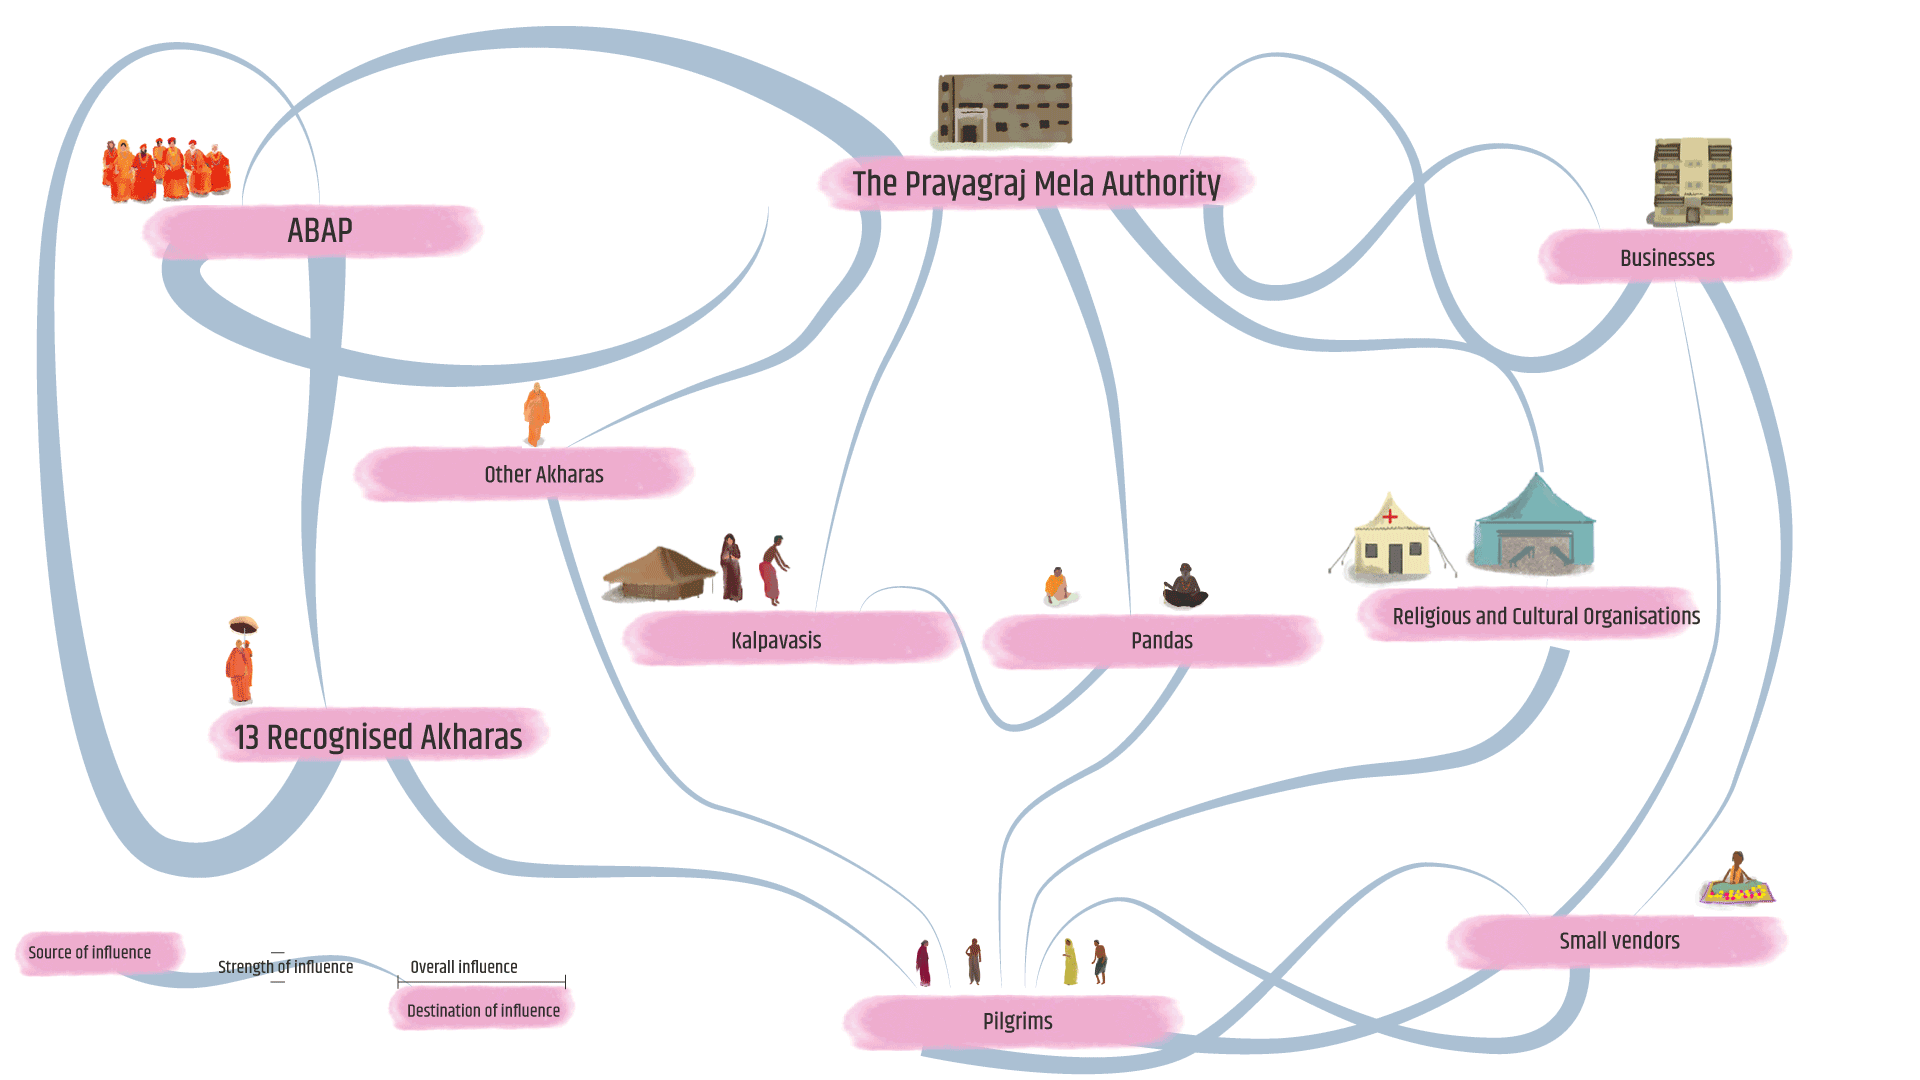 The Prayagraj Mela Authority
ABAP
Businesses
Other Akharas
Religious and Cultural Organisations
Kalpavasis
Pandas
13 Recognised Akharas
Small vendors
Source of influence
Strength of influence
Overall influence
Destination of influence
Pilgrims